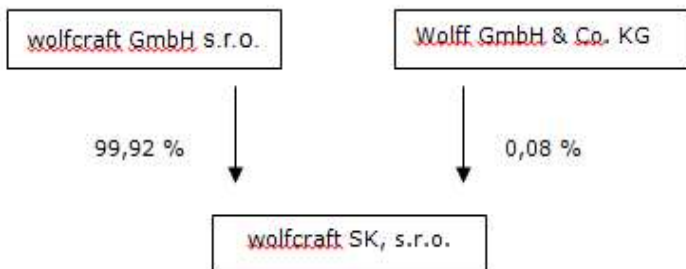 wolfcraft GmbH s.r.o.
Wolff GmbH & Co. KG
99,92 %
0,08 %
wolfcraft SK, s.r.o.